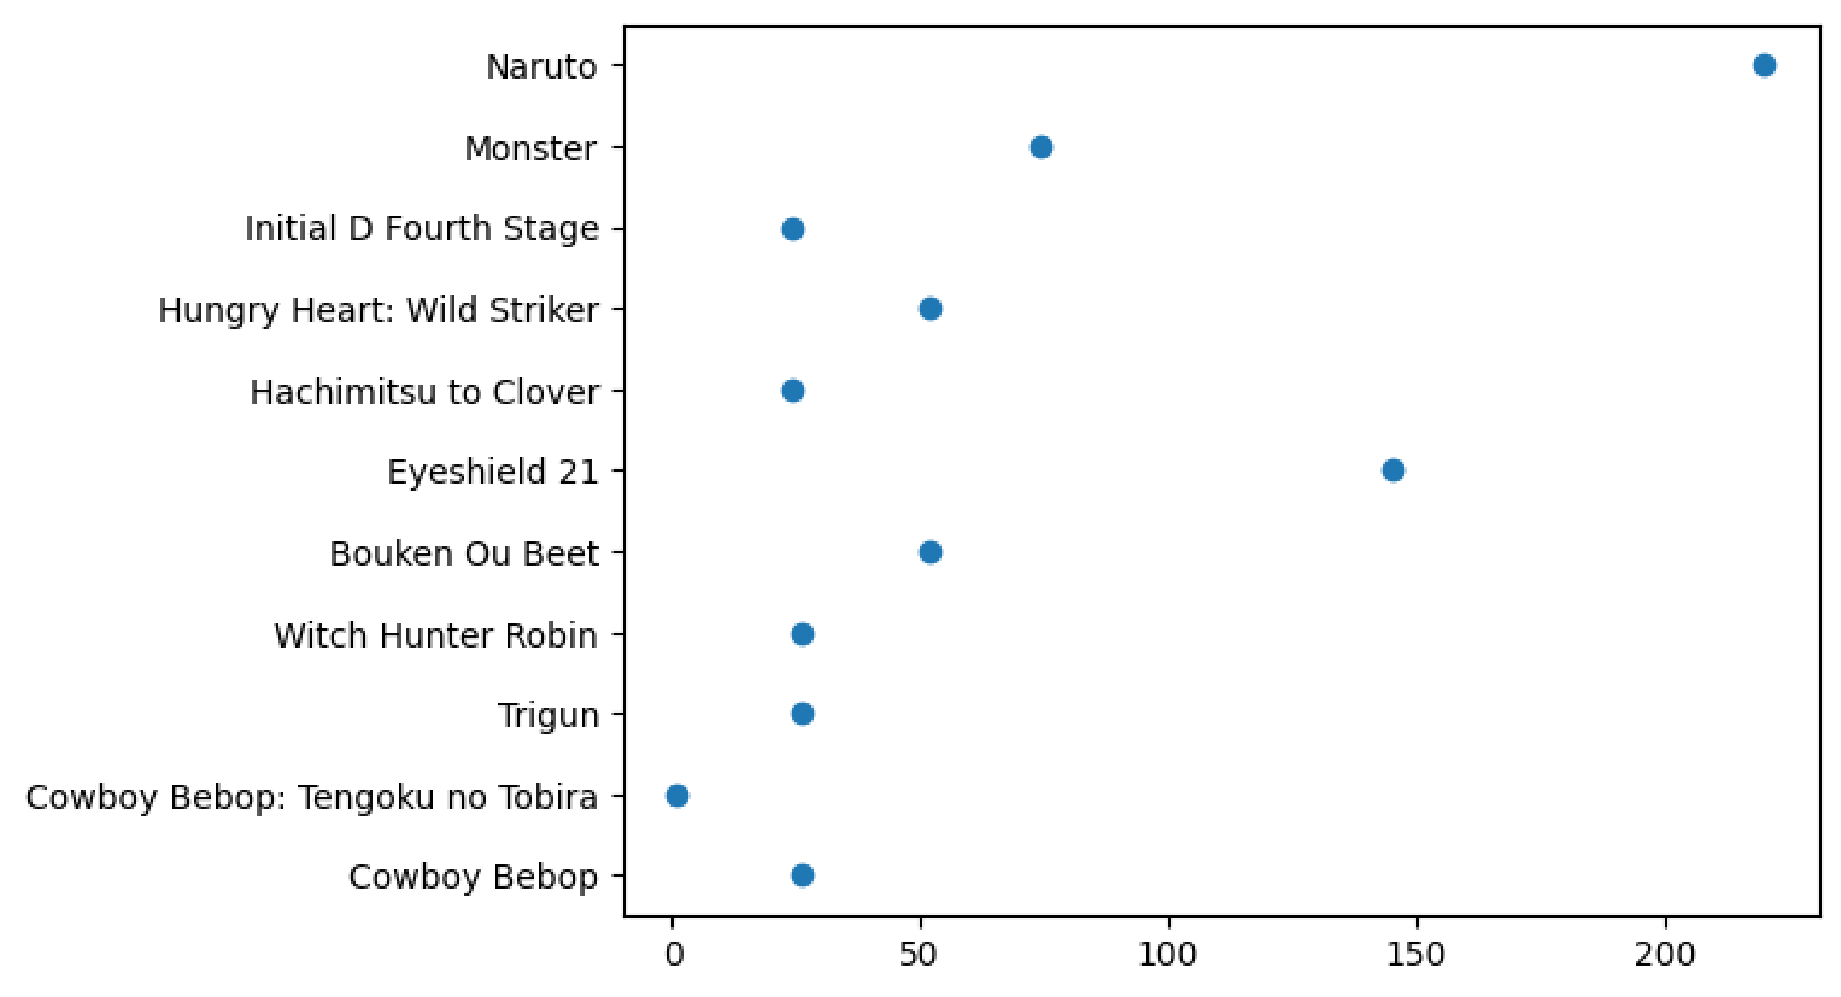 Naruto
Monster
Initial D Fourth Stage
Hungry Heart: Wild Striker
Hachimitsu to Clover
Eyeshield 21
Bouken Ou Beet
Witch Hunter Robin
Trigun
Cowboy Bebop: Tengoku no Tobira
Cowboy Bebop
0 50 100 150 200